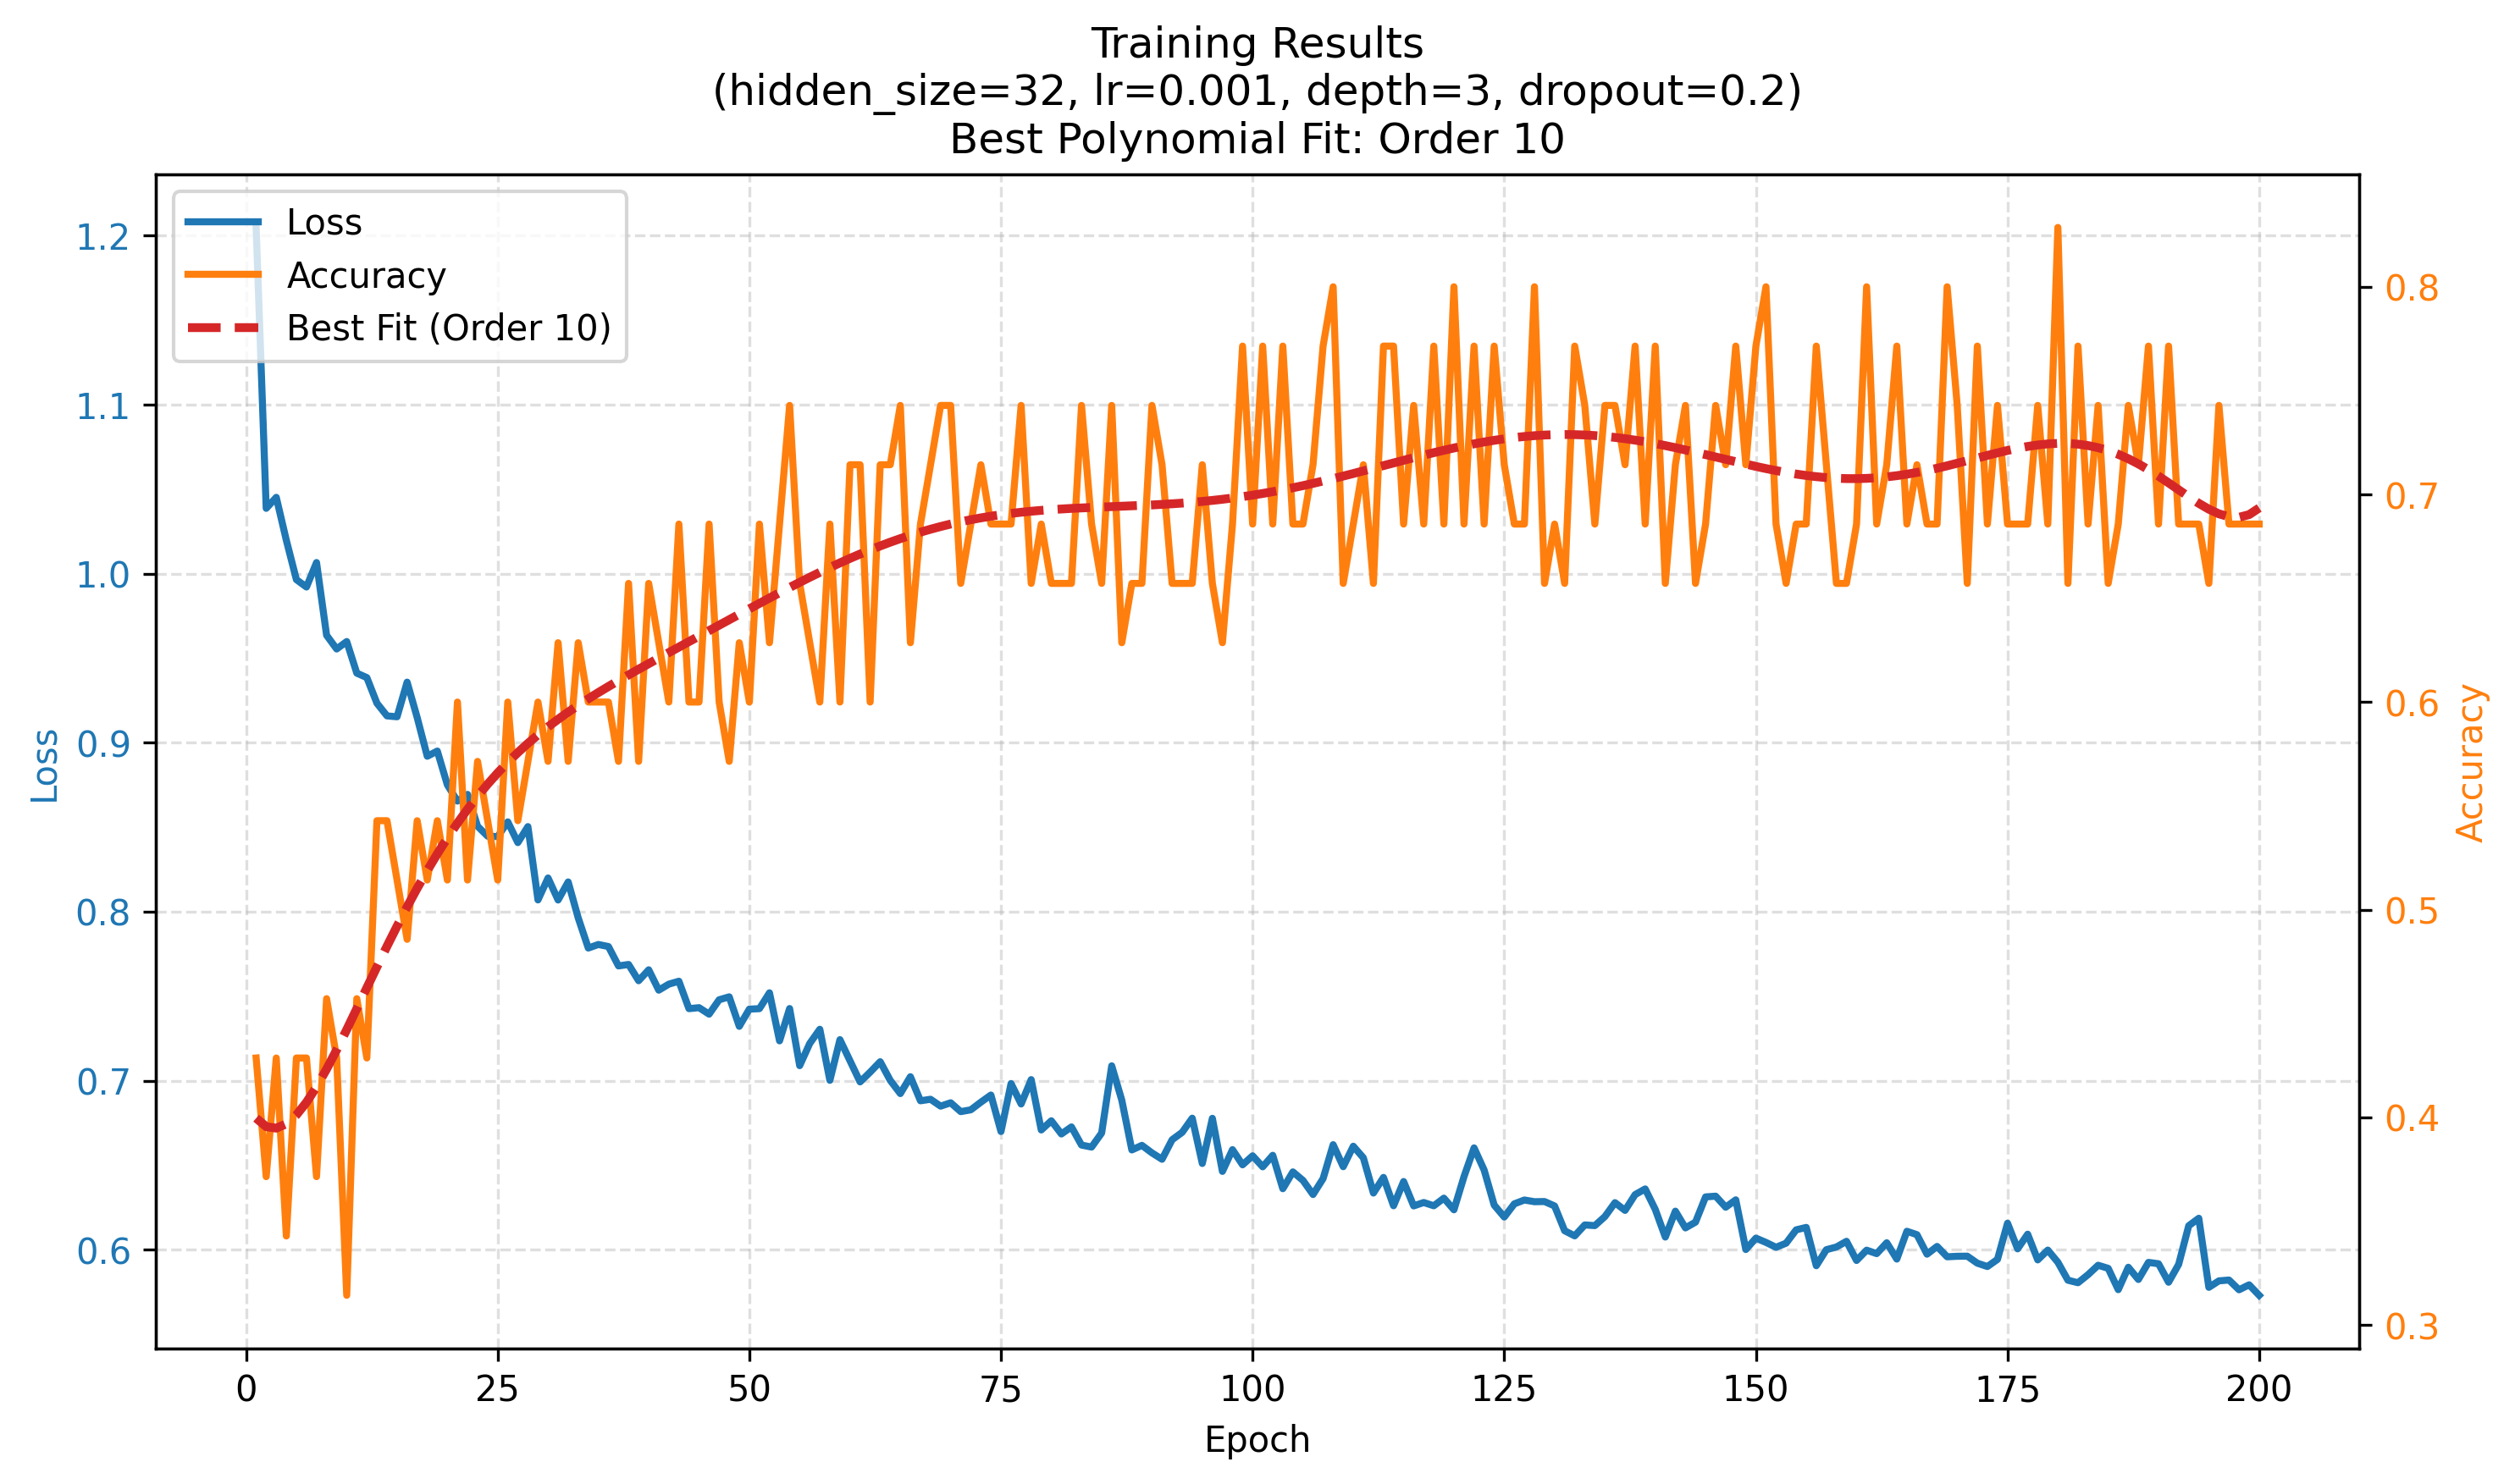 Training Results
(hidden_size=32, lr=0.001, depth=3, dropout=0.2)
Best Polynomial Fit: Order 10
Loss
Accuracy
Best Fit (Order 10)
1.2
1.1
1.0
0.9
0.8
0.7
0.6
Loss
0.8
0.7
0.6
0.5
0.4
0.3
Accuracy
0 25 50 75 100 125 150 175 200
Epoch